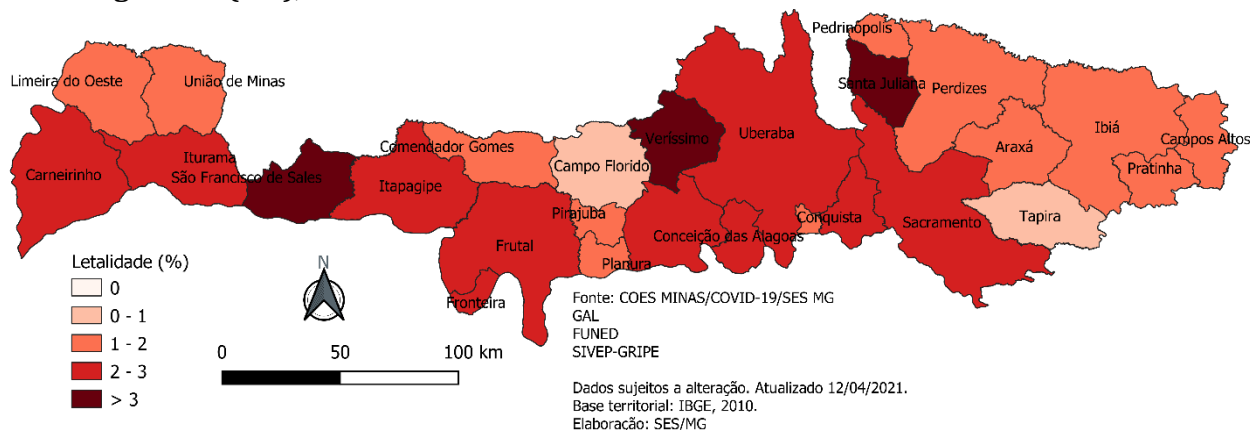 Pedrinópolis
Limeira do Oeste
União de Minas
Santa Juliana
Perdizes
Uberaba
Ibiá
Veríssimo
Campos Altos
Comendador Gomes
Araxá
Iturama
Campo Florido
Pratinha
Carneirinho
São Francisco de Sales
Itapagipe
Pirajuba
Conquista
Tapira
Sacramento
Conceição das Alagoas
Frutal
Planura
Fronteira
Letalidade (%)
0
0 - 1
1 - 2
2 - 3
> 3
N
0 50 100 km
Fonte: COES MINAS/COVID-19/SES MG
GAL
FUNED
SIVEP-GRIPE
Dados sujeitos a alteração. Atualizado 12/04/2021.
Base territorial: IBGE, 2010.
Elaboração: SES/MG